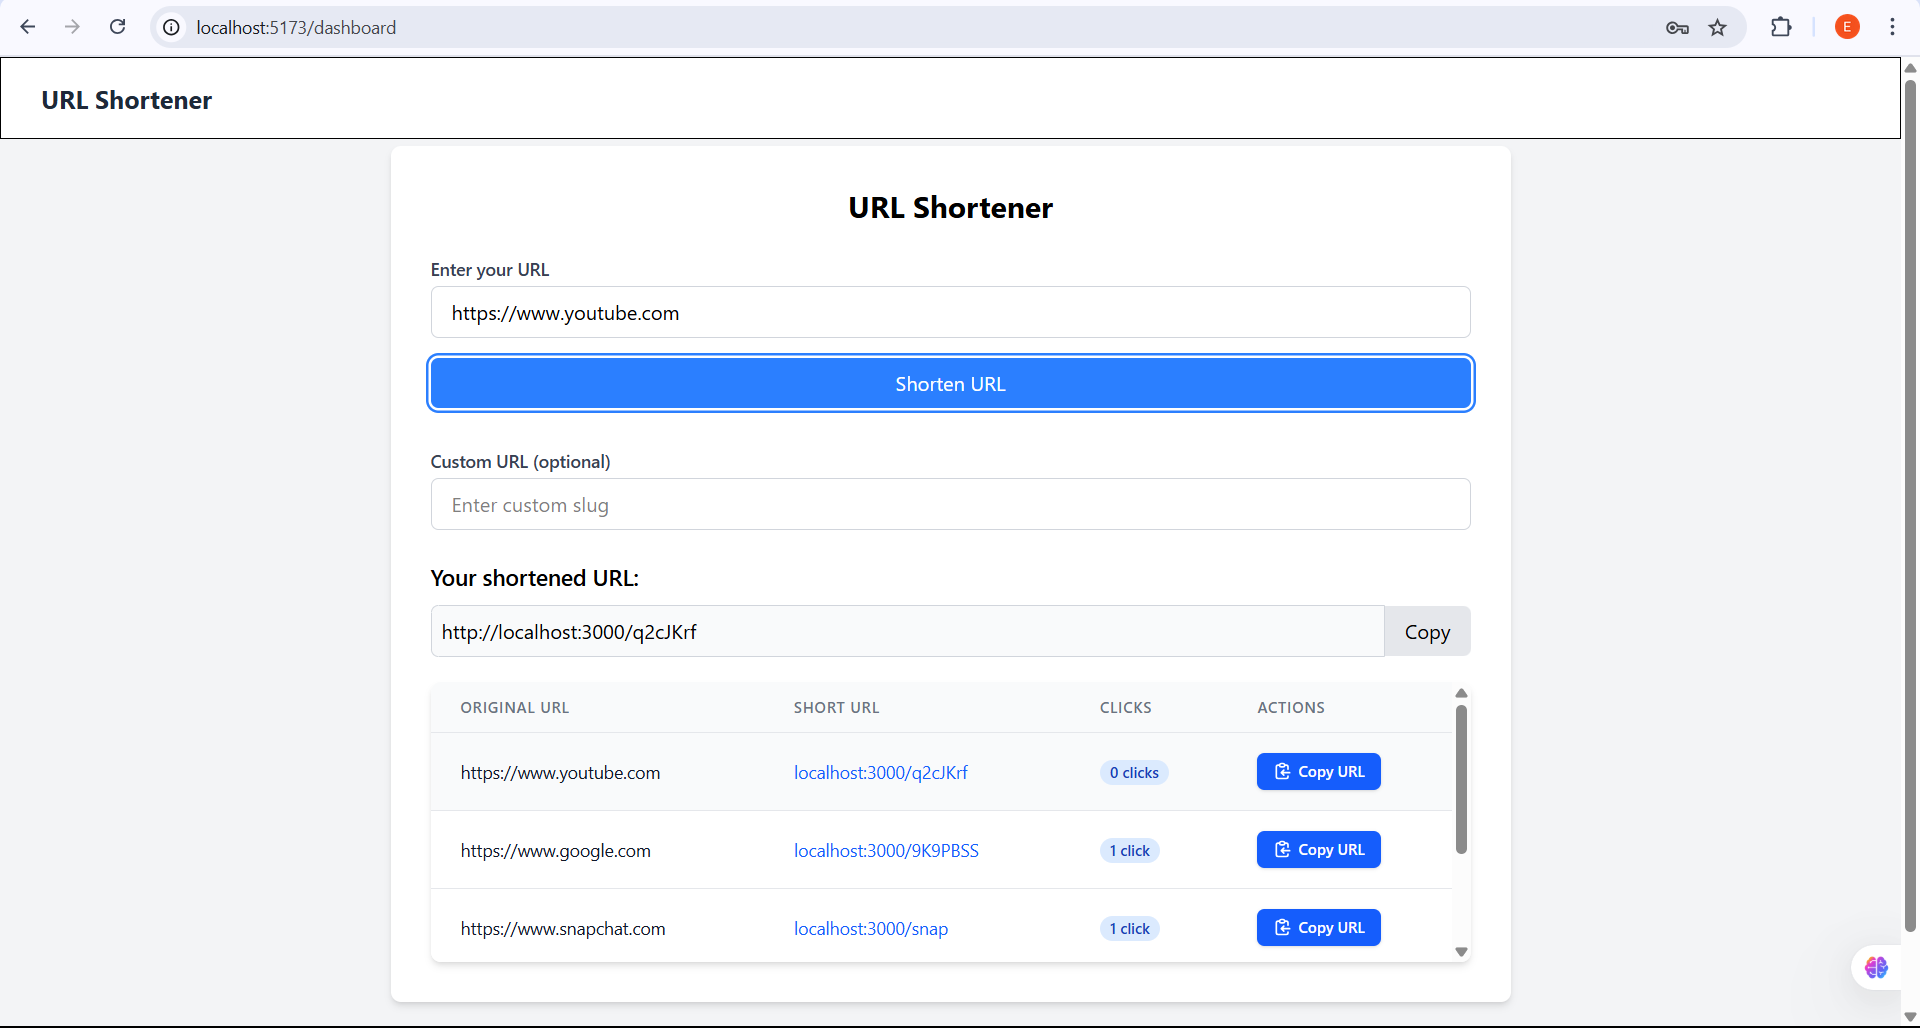 localhost:5173/dashboard
E
URL Shortener
URL Shortener
Enter your URL
https://www.youtube.com
Shorten URL
Custom URL (optional)
Enter custom slug
Your shortened URL:
http://localhost:3000/q2cJKrf
Copy
ORIGINAL URL SHORT URL CLICKS ACTIONS
https://www.youtube.com localhost:3000/q2cJKrf 0 clicks Copy URL
https://www.google.com localhost:3000/9K9PBSS 1 click Copy URL
https://www.snapchat.com localhost:3000/snap 1 click Copy URL